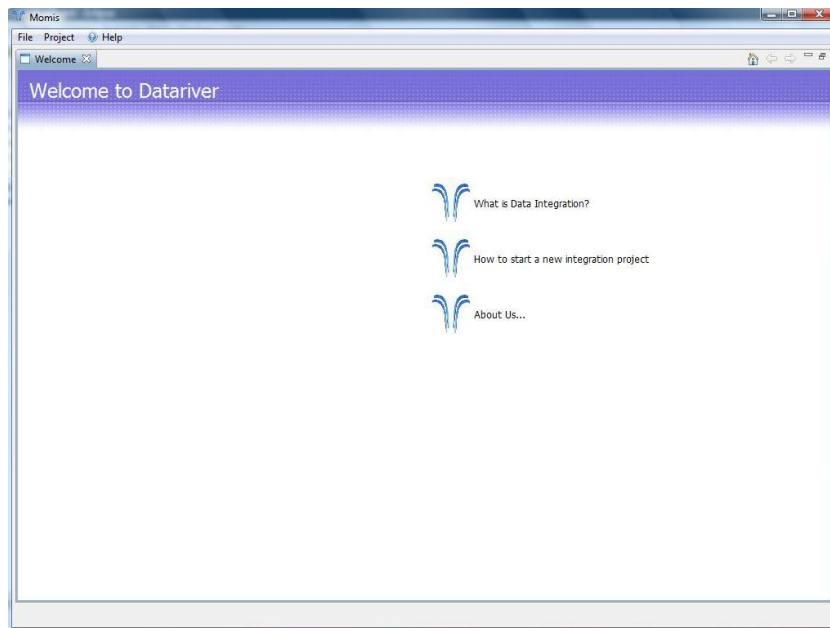 Momis
File Project Help
Welcome
Welcome to Datariver
What is Data Integration?
How to start a new integration project
About Us...